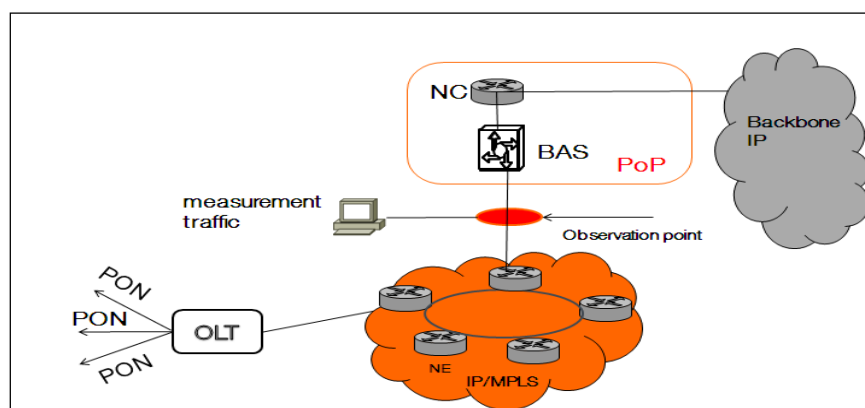 NC
Backbone
IP
BAS
PoP
measurement
traffic
Observation point
PON
PON
OLT
PON
NE
IP/MPLS